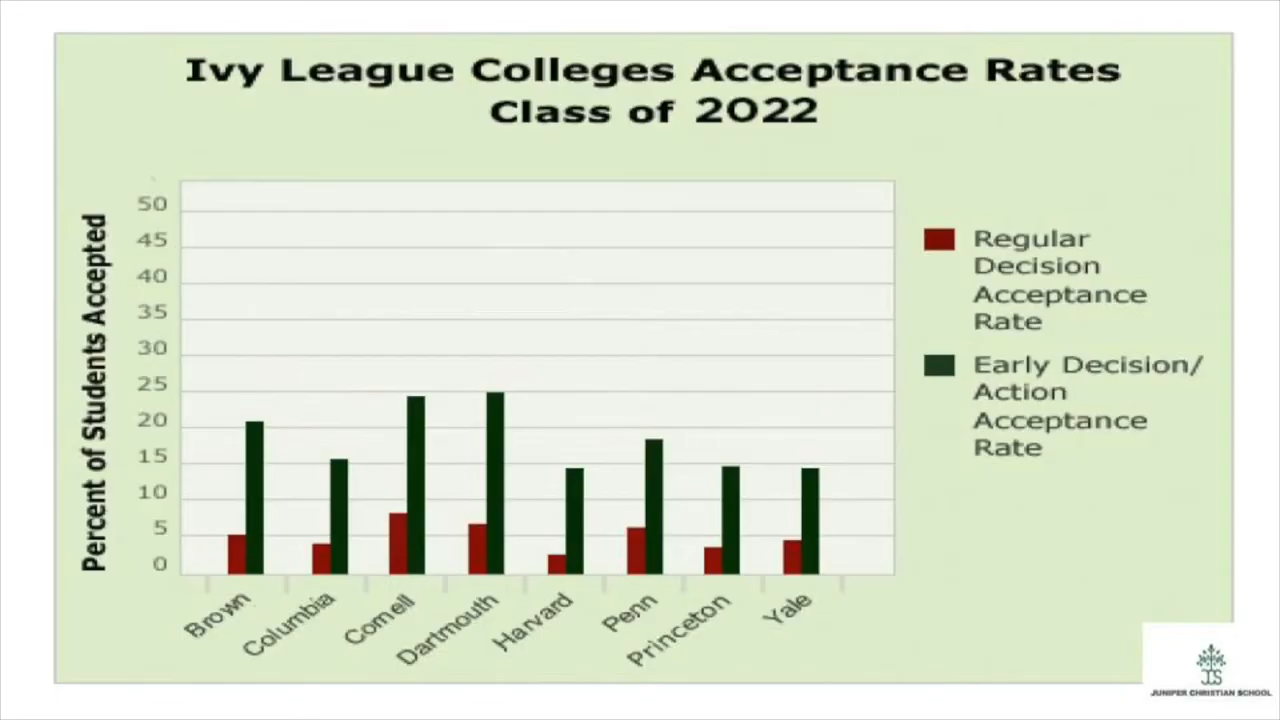 Ivy League Colleges Acceptance Rates
Class of 2022
Percent of Students Accepted
50
45
40
35
30
25
20
15
10
5
0
Brown
Columbia
Cornell
Dartmouth
Harvard
Penn
Princeton
Yale
Regular
Decision
Acceptance
Rate
Early Decision/
Action
Acceptance
Rate
JS
JUNIPER CHRISTIAN SCHOOL